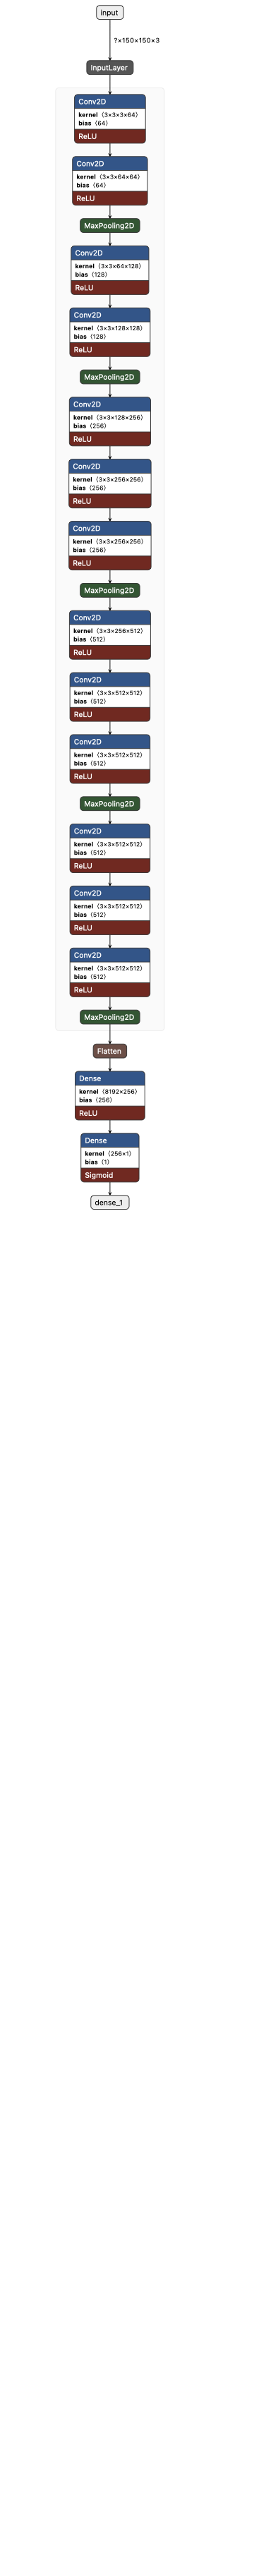 input
?×150×150×3
InputLayer
Conv2D
kernel ⟨3×3×3×64⟩
bias ⟨64⟩
ReLU
Conv2D
kernel ⟨3×3×64×64⟩
bias ⟨64⟩
ReLU
MaxPooling2D
Conv2D
kernel ⟨3×3×64×128⟩
bias ⟨128⟩
ReLU
Conv2D
kernel ⟨3×3×128×128⟩
bias ⟨128⟩
ReLU
MaxPooling2D
Conv2D
kernel ⟨3×3×128×256⟩
bias ⟨256⟩
ReLU
Conv2D
kernel ⟨3×3×256×256⟩
bias ⟨256⟩
ReLU
Conv2D
kernel ⟨3×3×256×256⟩
bias ⟨256⟩
ReLU
MaxPooling2D
Conv2D
kernel ⟨3×3×256×512⟩
bias ⟨512⟩
ReLU
Conv2D
kernel ⟨3×3×512×512⟩
bias ⟨512⟩
ReLU
Conv2D
kernel ⟨3×3×512×512⟩
bias ⟨512⟩
ReLU
MaxPooling2D
Conv2D
kernel ⟨3×3×512×512⟩
bias ⟨512⟩
ReLU
Conv2D
kernel ⟨3×3×512×512⟩
bias ⟨512⟩
ReLU
Conv2D
kernel ⟨3×3×512×512⟩
bias ⟨512⟩
ReLU
MaxPooling2D
Flatten
Dense
kernel ⟨8192×256⟩
bias ⟨256⟩
ReLU
Dense
kernel ⟨256×1⟩
bias ⟨1⟩
Sigmoid
dense_1